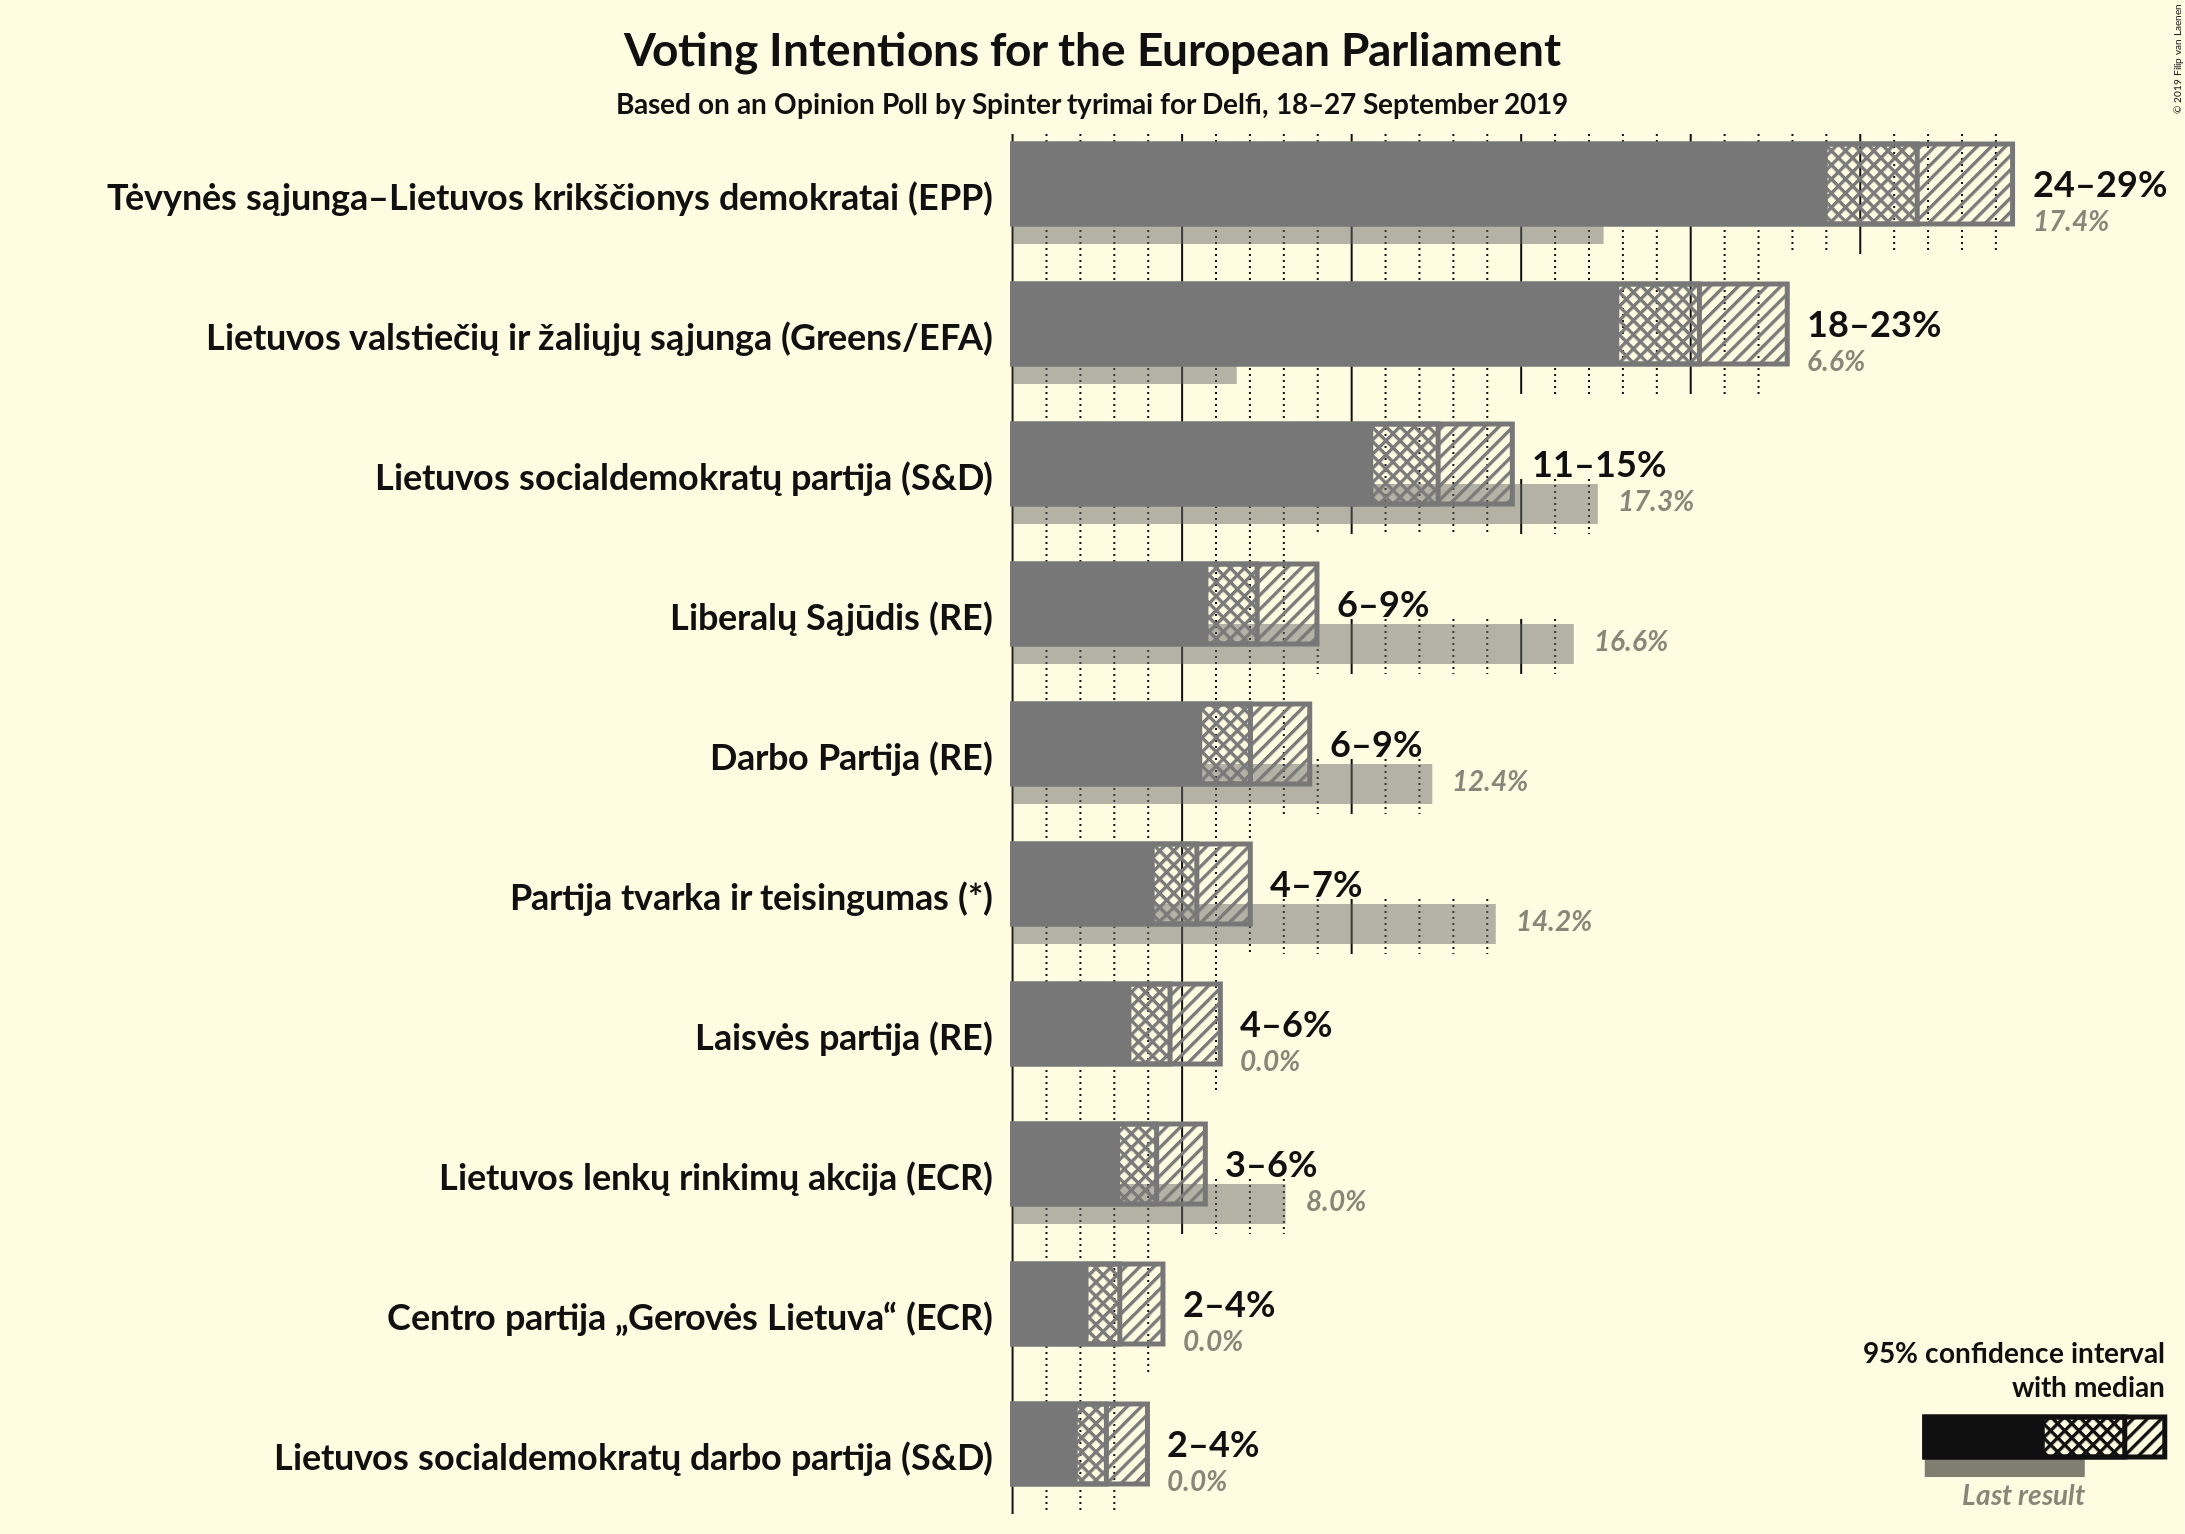 Voting Intentions for the European Parliament
Based on an Opinion Poll by Spinter tyrimai for Delfi, 18–27 September 2019
© 2019 Filip van Laenen
Tėvynės sąjunga–Lietuvos krikščionys demokratai (EPP)
24–29%
17.4%
Lietuvos valstiečių ir žaliųjų sąjunga (Greens/EFA)
18–23%
6.6%
Lietuvos socialdemokratų partija (S&D)
11–15%
17.3%
Liberalų Sąjūdis (RE)
6–9%
16.6%
Darbo Partija (RE)
6–9%
12.4%
Partija tvarka ir teisingumas (*)
4–7%
14.2%
Laisvės partija (RE)
4–6%
0.0%
Lietuvos lenkų rinkimų akcija (ECR)
3–6%
8.0%
Centro partija „Gerovės Lietuva“ (ECR)
2–4%
0.0%
Lietuvos socialdemokratų darbo partija (S&D)
2–4%
0.0%
95% confidence interval
with median
Last result